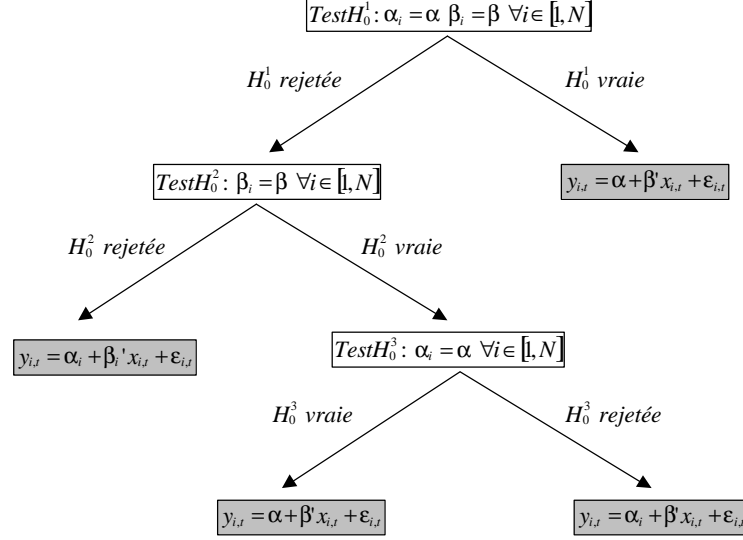 TestH₀¹: αᵢ = α βᵢ = β ∀i ∈ [1, N]
H₀¹ rejetée
H₀¹ vraie
TestH₀²: βᵢ = β ∀i ∈ [1, N]
y_{i,t} = α + β' x_{i,t} + ε_{i,t}
H₀² rejetée
H₀² vraie
y_{i,t} = αᵢ + βᵢ' x_{i,t} + ε_{i,t}
TestH₀³: αᵢ = α ∀i ∈ [1, N]
H₀³ vraie
H₀³ rejetée
y_{i,t} = α + β' x_{i,t} + ε_{i,t}
y_{i,t} = αᵢ + β' x_{i,t} + ε_{i,t}